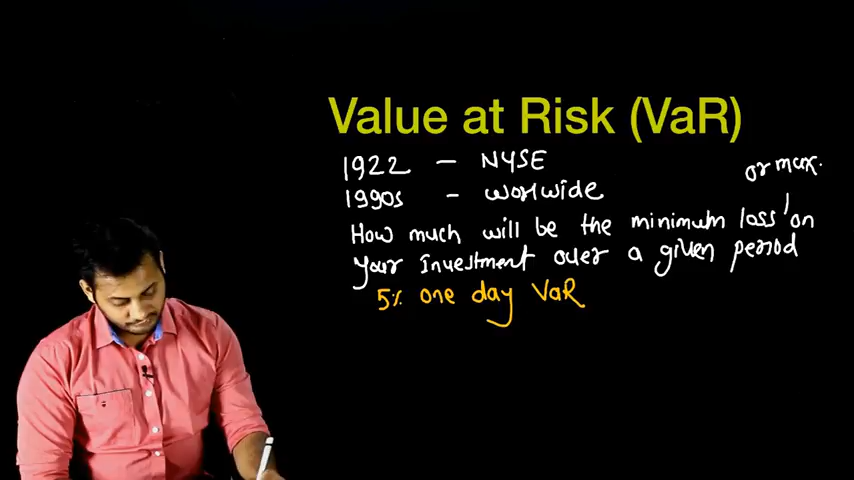 Value at Risk (VaR)
1922 - NYSE
or max.
1990s - worlwide
How much will be the minimum loss on
your investment over a given period
5% one day VaR